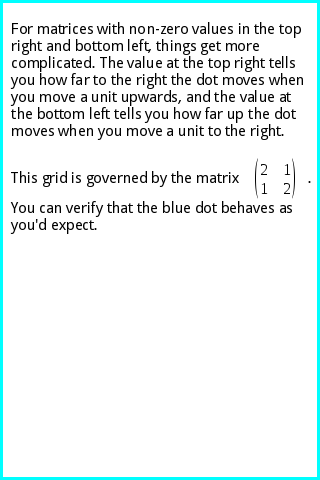 For matrices with non-zero values in the top
right and bottom left, things get more
complicated. The value at the top right tells
you how far to the right the dot moves when
you move a unit upwards, and the value at
the bottom left tells you how far up the dot
moves when you move a unit to the right.
This grid is governed by the matrix (2 1
1 2) .
You can verify that the blue dot behaves as
you'd expect.